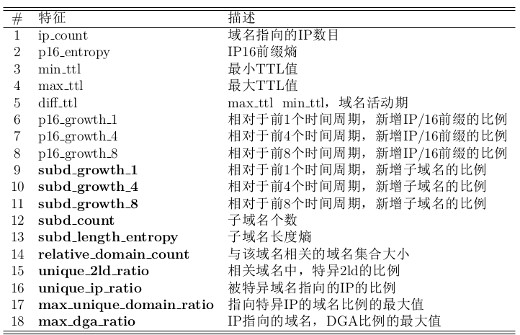 # 特征 描述
1 ip_count 域名指向的IP数目
2 p16_entropy IP16前缀熵
3 min_ttl 最小TTL值
4 max_ttl 最大TTL值
5 diff_ttl max_ttl min_ttl，域名活动期
6 p16_growth_1 相对于前1个时间周期，新增IP/16前缀的比例
7 p16_growth_4 相对于前4个时间周期，新增IP/16前缀的比例
8 p16_growth_8 相对于前8个时间周期，新增IP/16前缀的比例
9 subd_growth_1 相对于前1个时间周期，新增子域名的比例
10 subd_growth_4 相对于前4个时间周期，新增子域名的比例
11 subd_growth_8 相对于前8个时间周期，新增子域名的比例
12 subd_count 子域名个数
13 subd_length_entropy 子域名长度熵
14 relative_domain_count 与该域名相关的域名集合大小
15 unique_2ld_ratio 相关域名中，特异2ld的比例
16 unique_ip_ratio 被特异域名指向的IP的比例
17 max_unique_domain_ratio 指向特异IP的域名比例的最大值
18 max_dga_ratio IP指向的域名，DGA比例的最大值